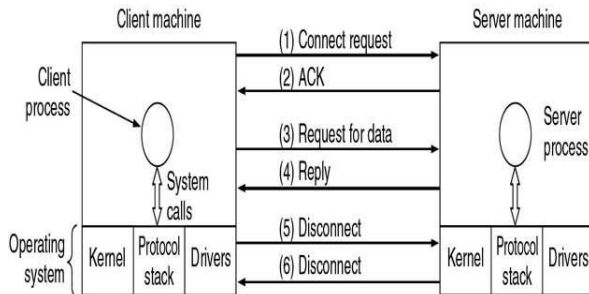 Client machine
Server machine
(1) Connect request
(2) ACK
Client
process
(3) Request for data
Server
process
(4) Reply
System
calls
Operating
system
(5) Disconnect
(6) Disconnect
Kernel
Protocol
stack
Drivers
Kernel
Protocol
stack
Drivers